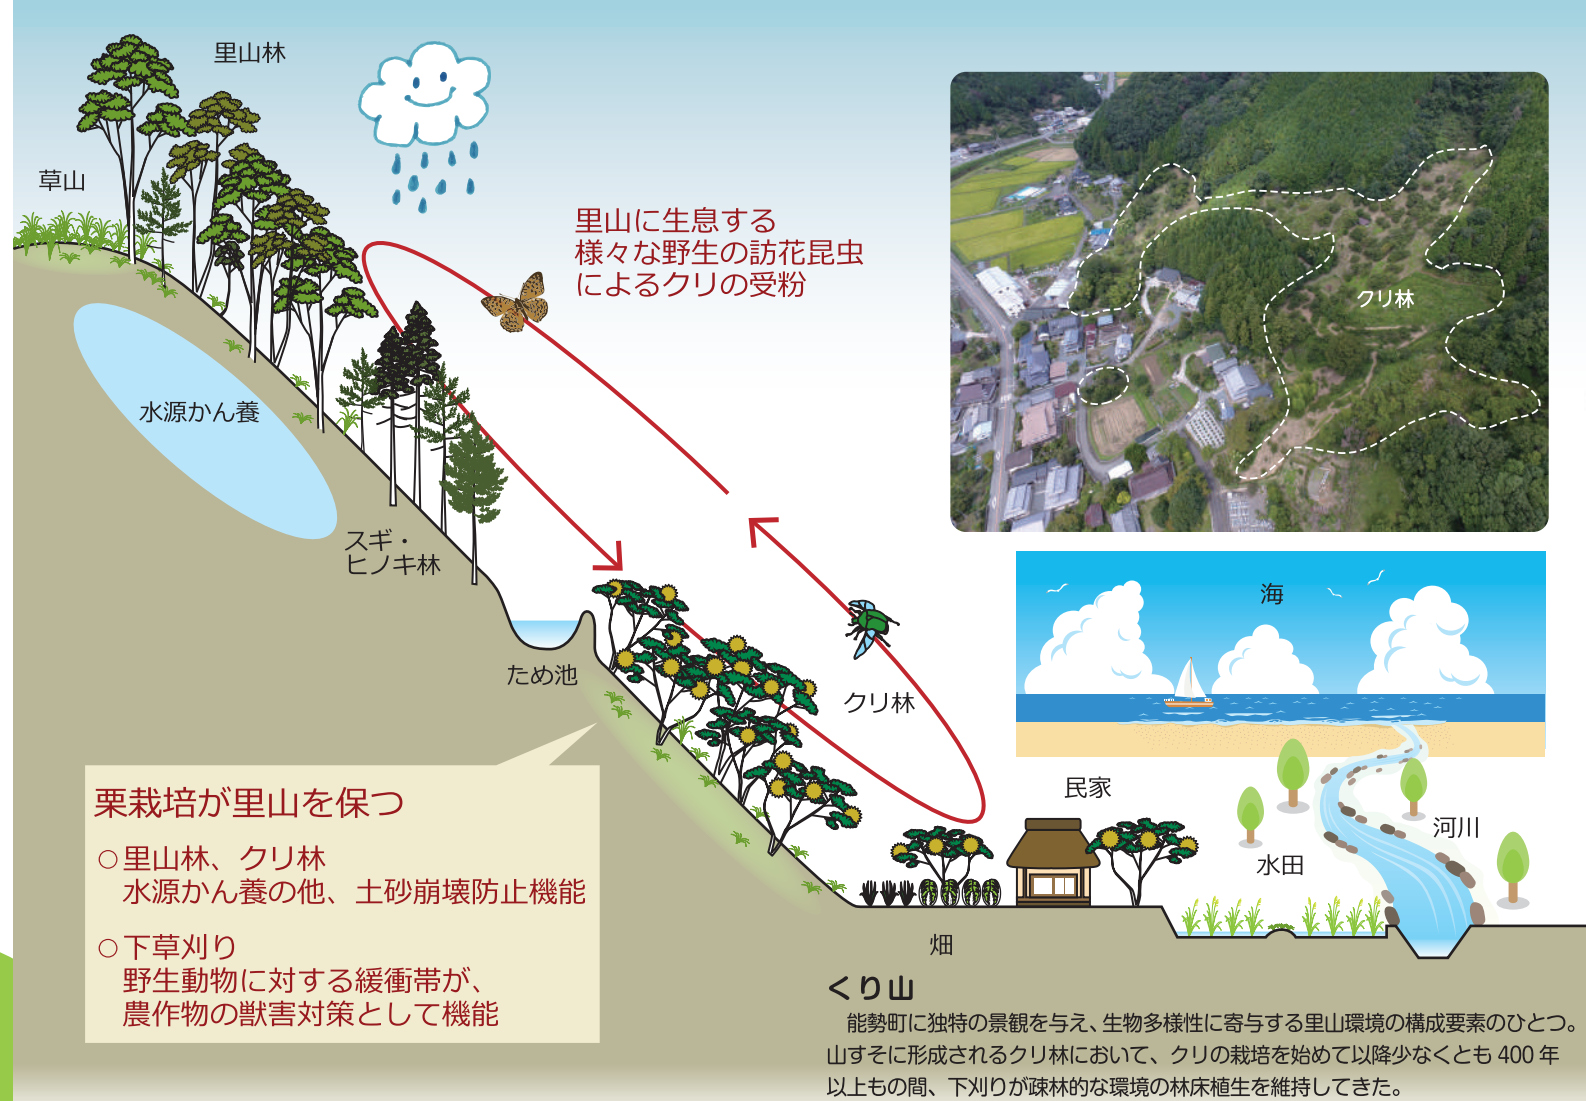 里山林
草山
里山に生息する
様々な野生の訪花昆虫
によるクリの受粉
クリ林
水源かん養
スギ・
ヒノキ林
海
ため池
クリ林
民家
河川
水田
畑
栗栽培が里山を保つ
○里山林、クリ林
水源かん養の他、土砂崩壊防止機能
○下草刈り
野生動物に対する緩衝帯が、
農作物の獣害対策として機能
くり山
能勢町に独特の景観を与え、生物多様性に寄与する里山環境の構成要素のひとつ。
山すそに形成されるクリ林において、クリの栽培を始めて以降少なくとも 400 年
以上もの間、下刈りが疎林的な環境の林床植生を維持してきた。